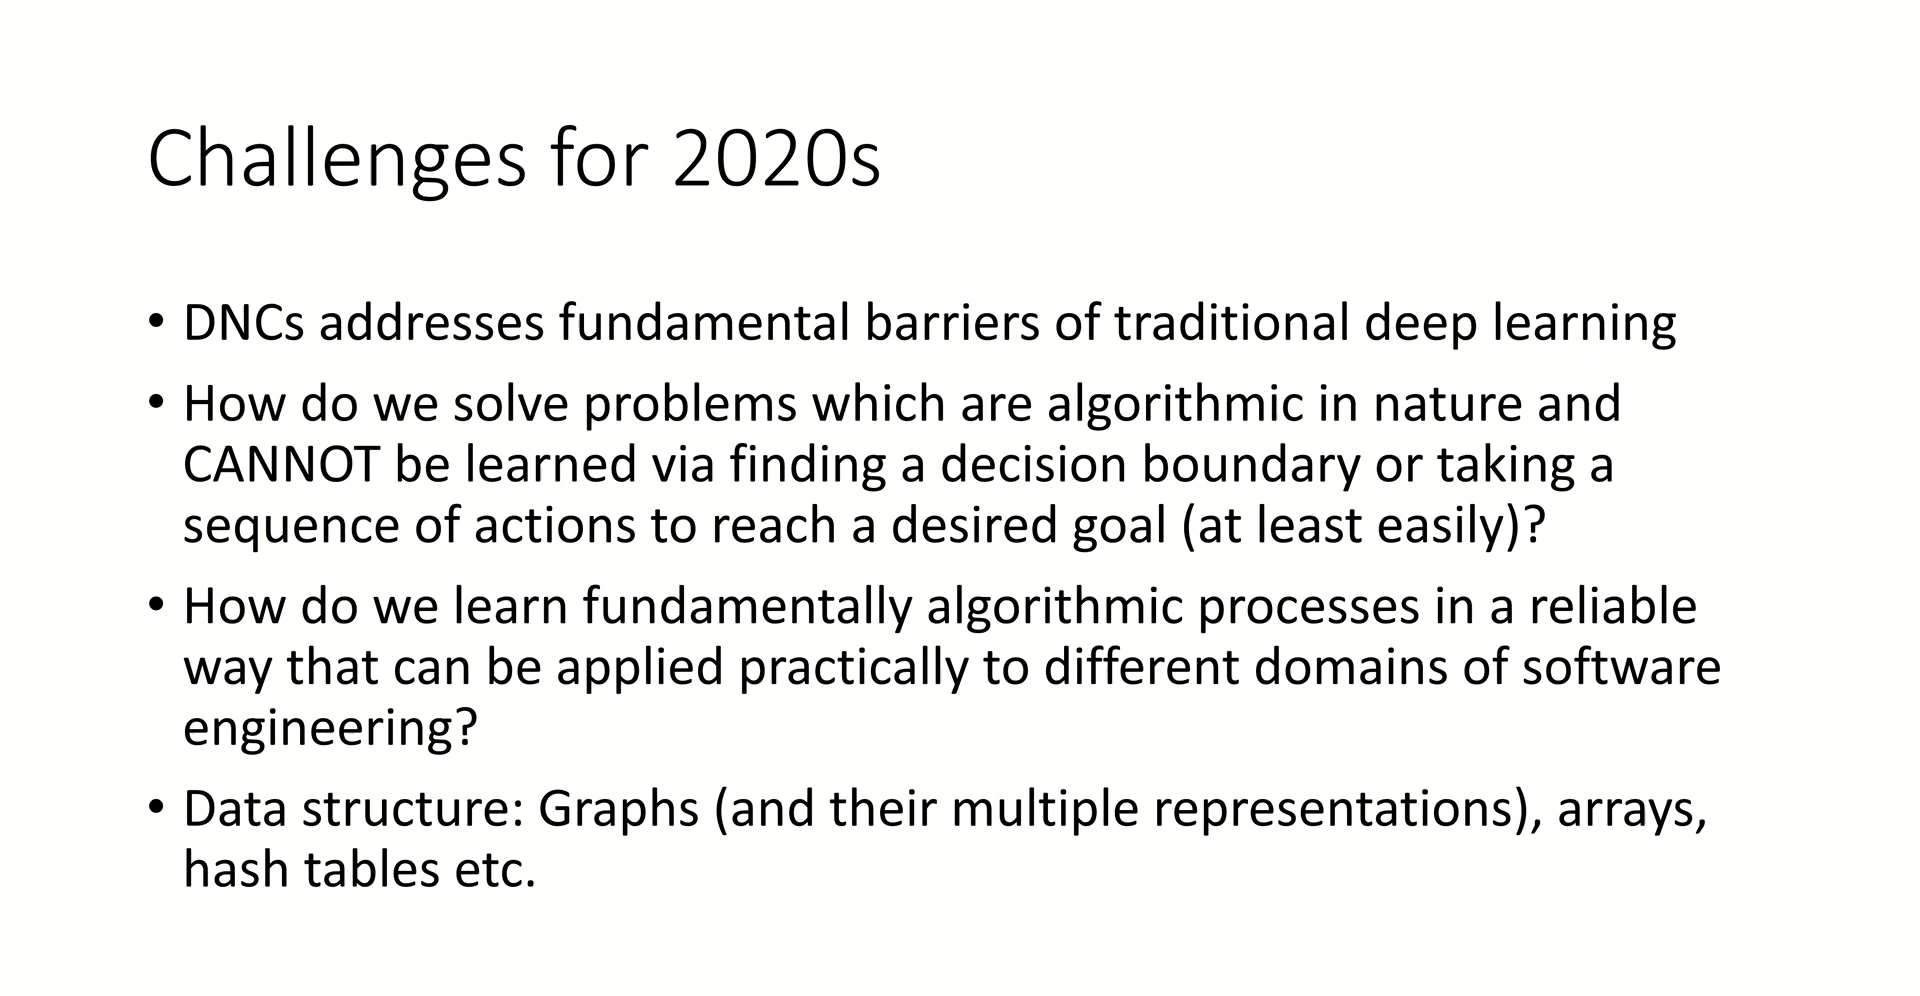 Challenges for 2020s
• DNCs addresses fundamental barriers of traditional deep learning
• How do we solve problems which are algorithmic in nature and
CANNOT be learned via finding a decision boundary or taking a
sequence of actions to reach a desired goal (at least easily)?
• How do we learn fundamentally algorithmic processes in a reliable
way that can be applied practically to different domains of software
engineering?
• Data structure: Graphs (and their multiple representations), arrays,
hash tables etc.